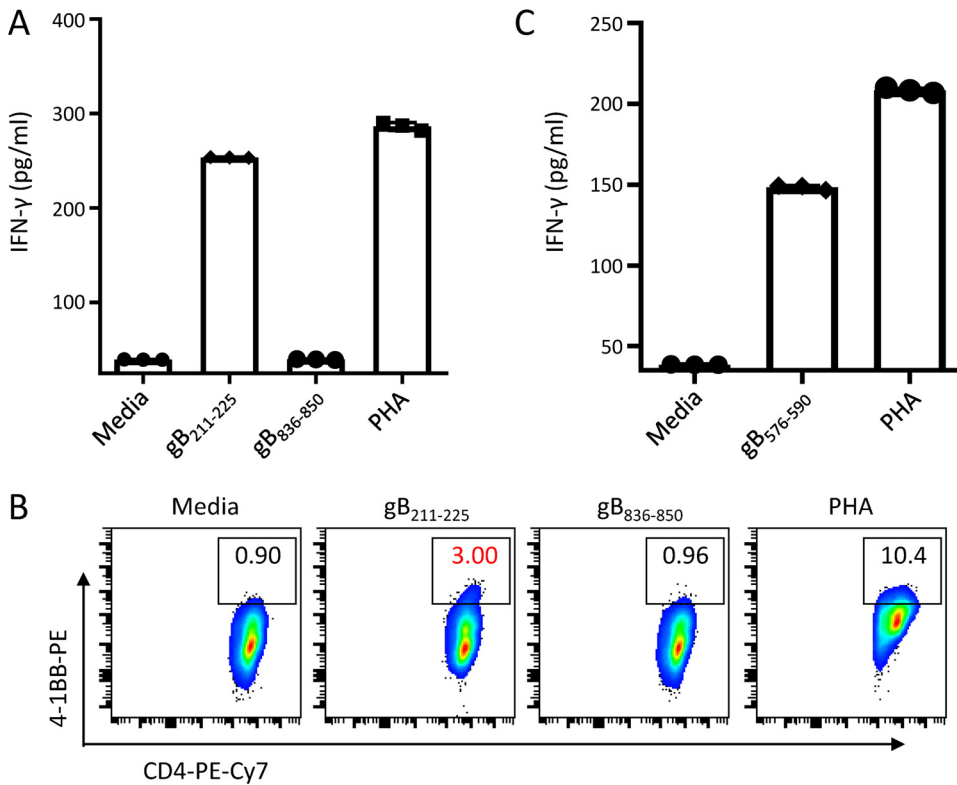 A
IFN-γ (pg/ml)
400
300
200
100
Media
gB211-225
gB836-850
PHA
C
IFN-γ (pg/ml)
250
200
150
100
50
Media
gB576-590
PHA
B
Media
gB211-225
gB836-850
PHA
0.90
3.00
0.96
10.4
4-1BB-PE
CD4-PE-Cy7